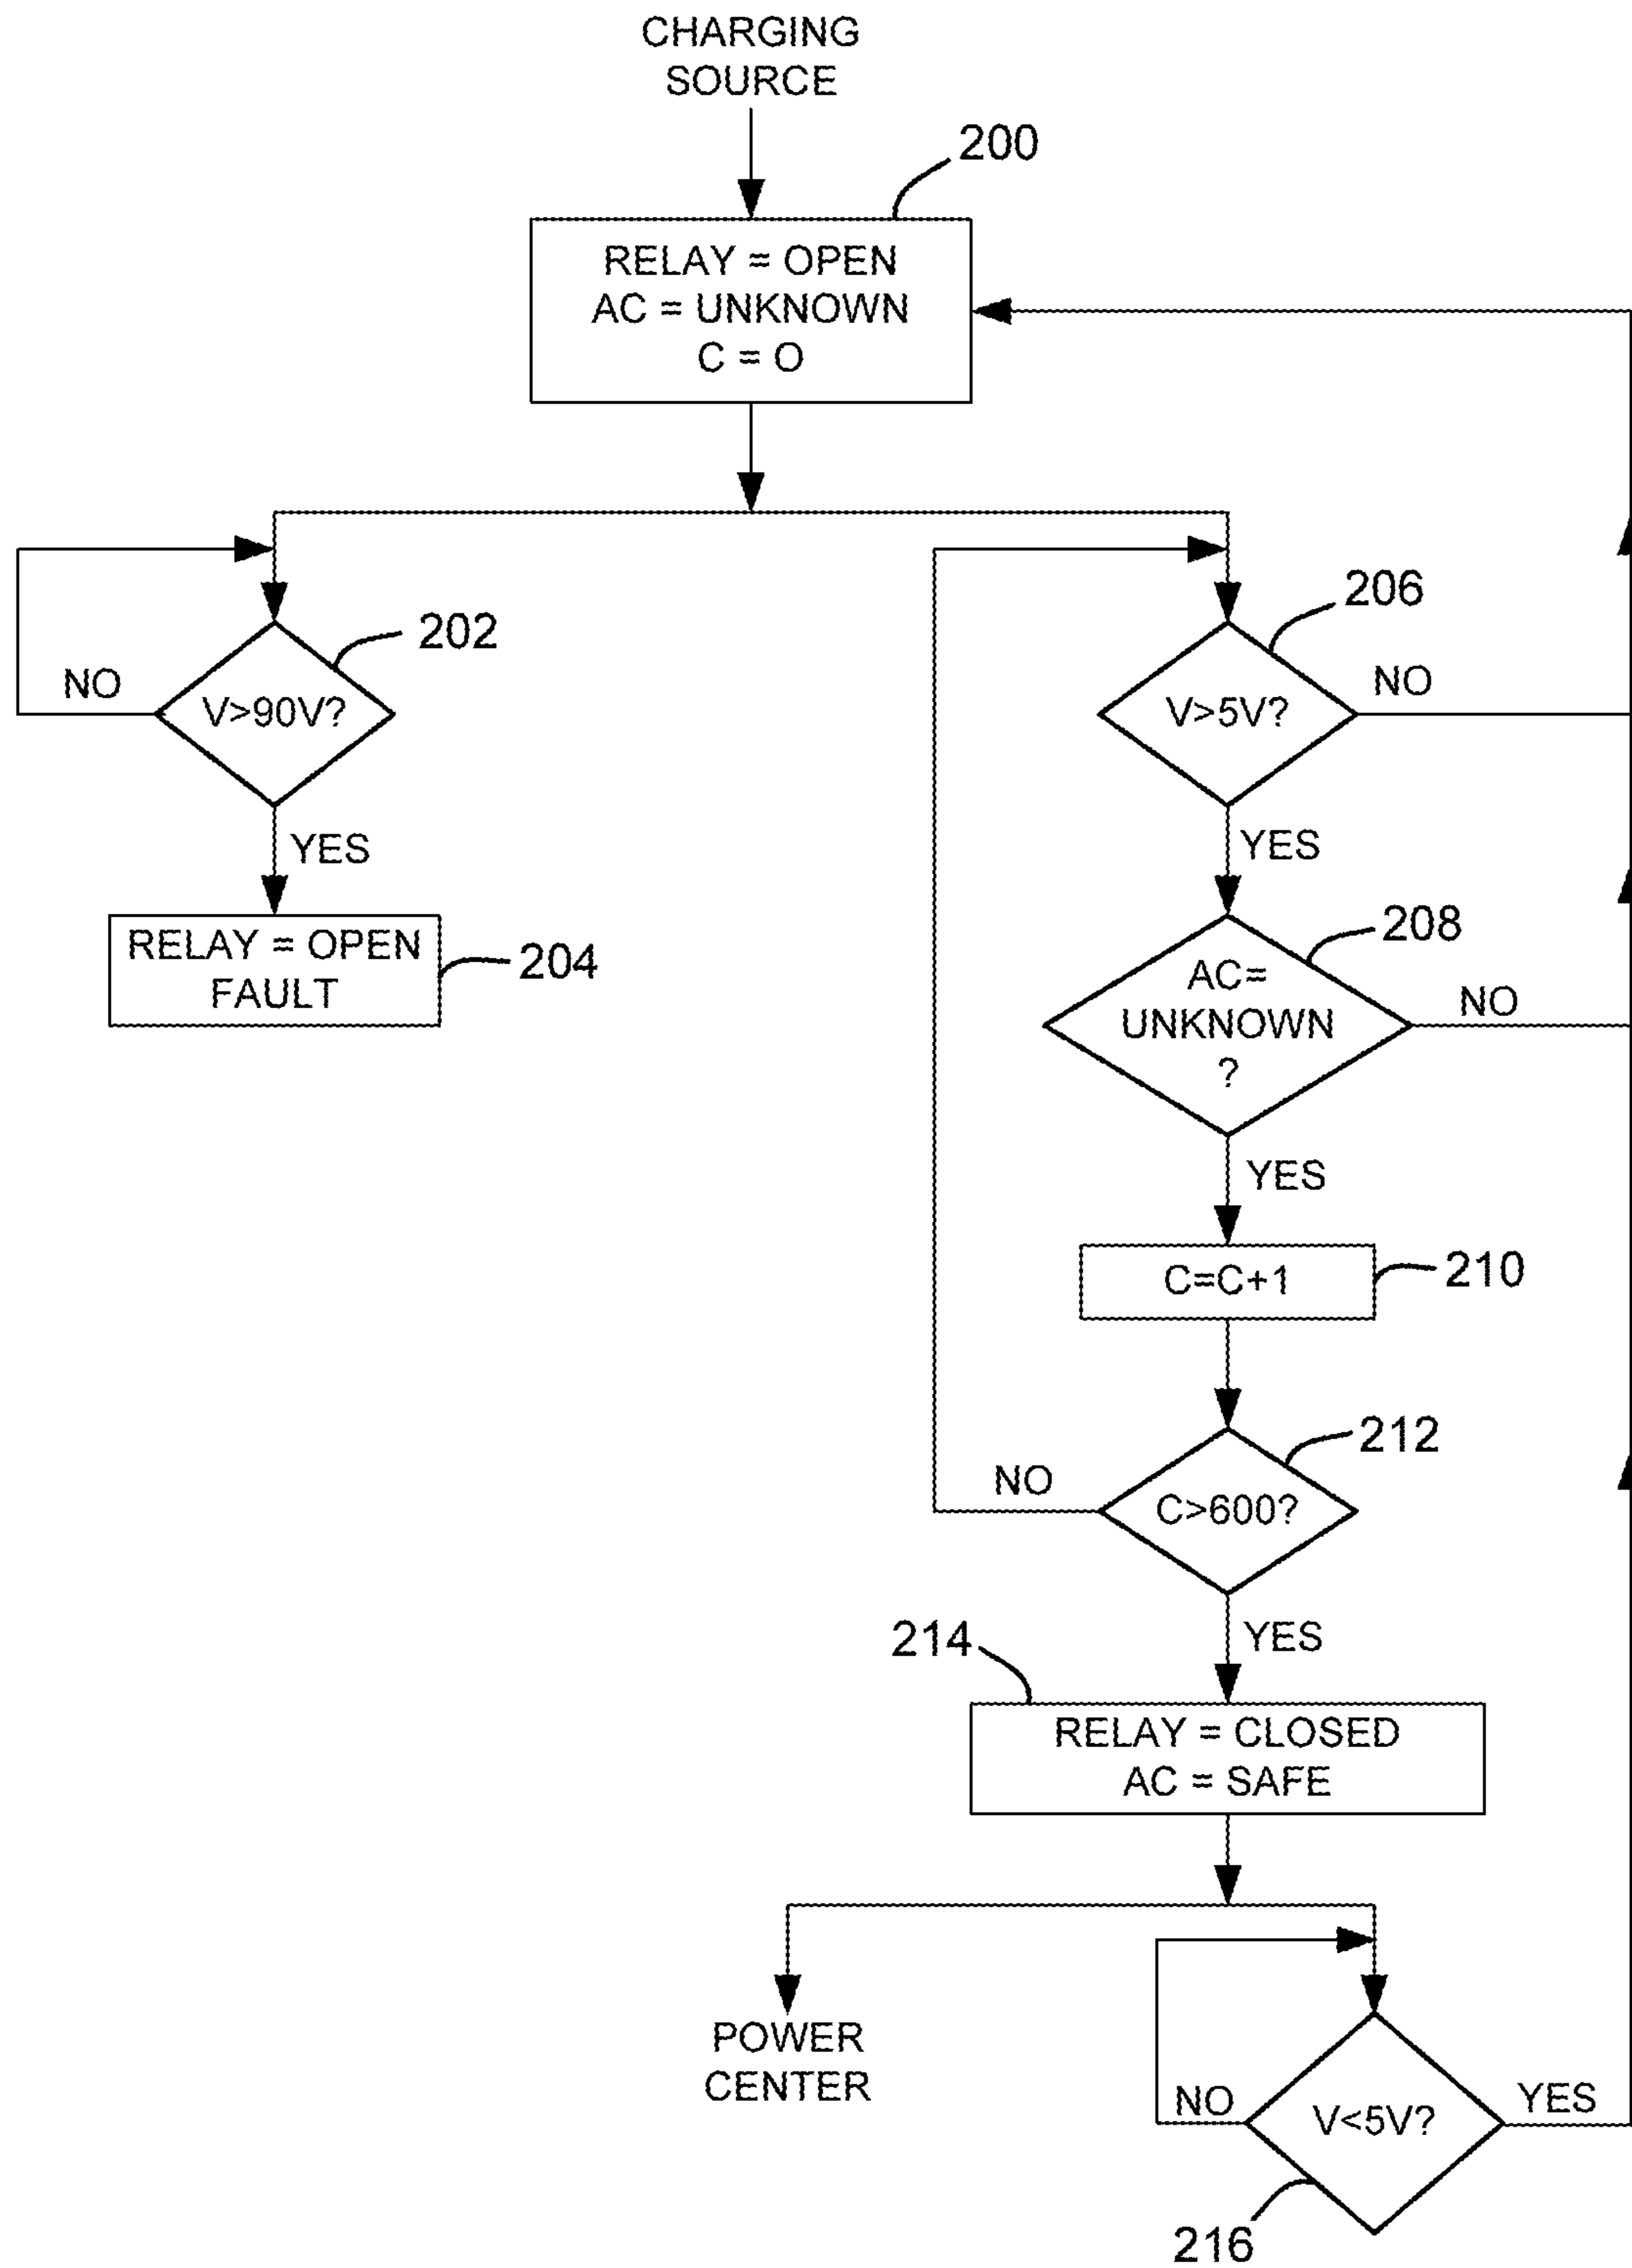 CHARGING
SOURCE
200
RELAY = OPEN
AC = UNKNOWN
C = O
202
NO
V>90V?
YES
RELAY = OPEN
FAULT
204
206
V>5V?
NO
YES
208
AC=
UNKNOWN
?
NO
YES
C=C+1
210
212
NO
C>600?
YES
214
RELAY = CLOSED
AC = SAFE
POWER
CENTER
NO
V<5V?
YES
216